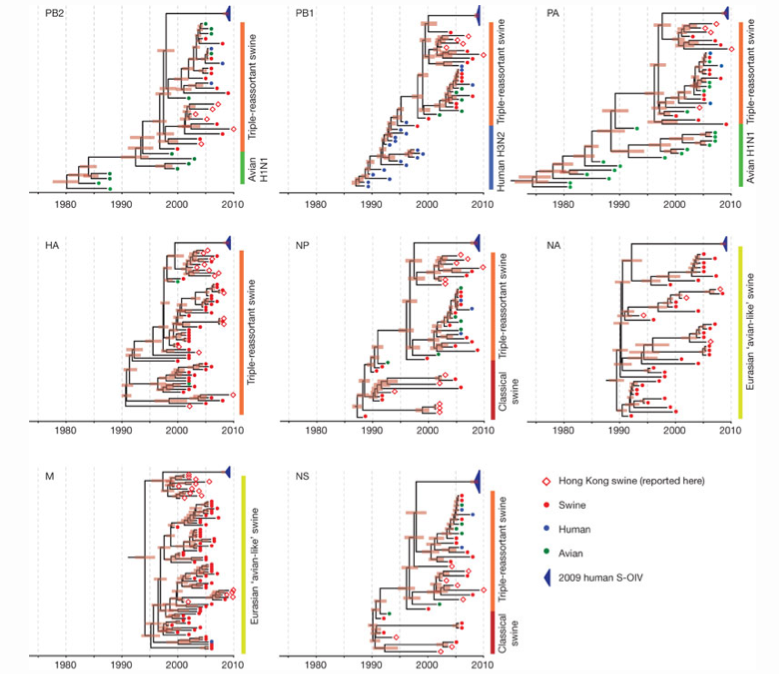 PB2
PB1
PA
Triple-reassortant swine
Avian
H1N1
Triple-reassortant swine
Human H3N2
Triple-reassortant swine
Avian H1N1
1980 1990 2000 2010
1980 1990 2000 2010
1980 1990 2000 2010
HA
NP
NA
Triple-reassortant swine
Triple-reassortant swine
Classical
swine
Eurasian 'avian-like' swine
1980 1990 2000 2010
1980 1990 2000 2010
1980 1990 2000 2010
M
NS
Eurasian 'avian-like' swine
Triple-reassortant swine
Classical
swine
Hong Kong swine (reported here)
Swine
Human
Avian
2009 human S-OIV
1980 1990 2000 2010
1980 1990 2000 2010